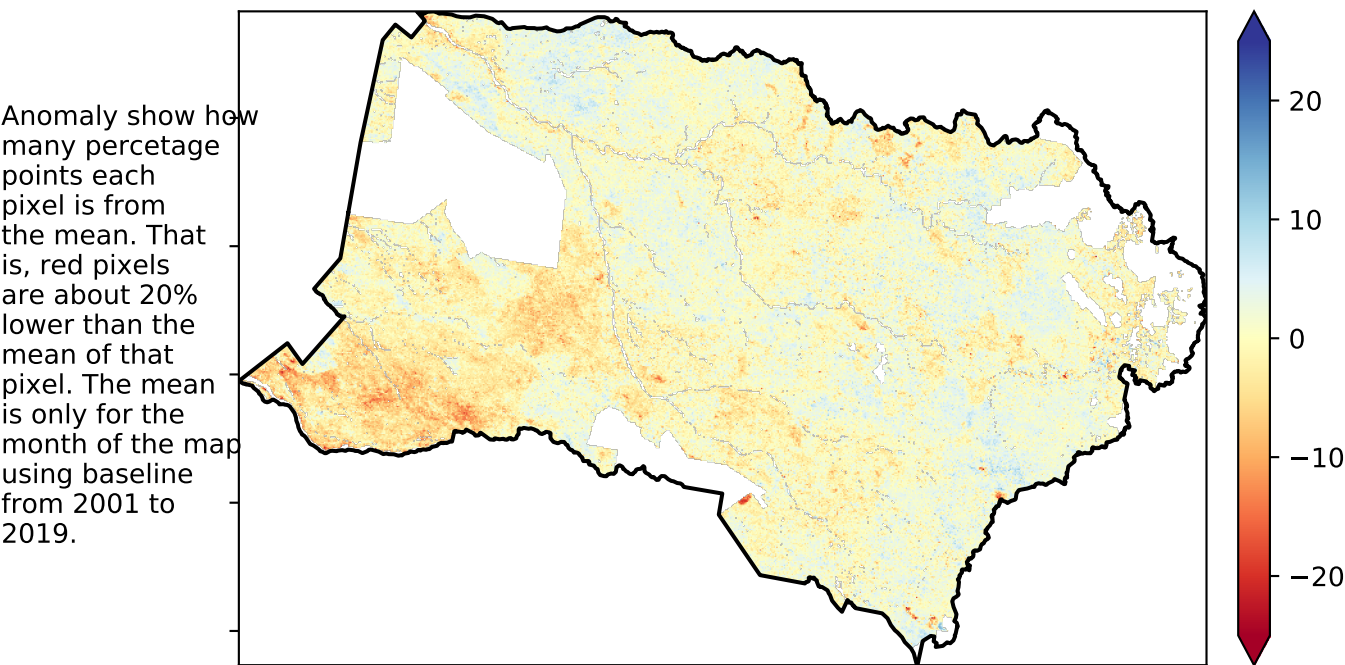 Anomaly show how
many percetage
points each
pixel is from
the mean. That
is, red pixels
are about 20%
lower than the
mean of that
pixel. The mean
is only for the
month of the map
using baseline
from 2001 to
2019.
20
10
0
−10
−20